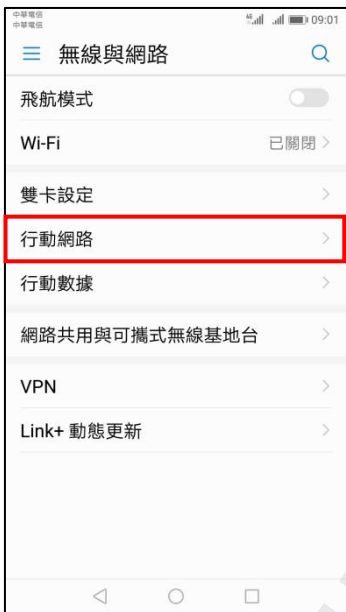 中華電信
中華電信
4G 09:01
無線與網路
飛航模式
Wi-Fi 已關閉
雙卡設定
行動網路
行動數據
網路共用與可攜式無線基地台
VPN
Link+ 動態更新